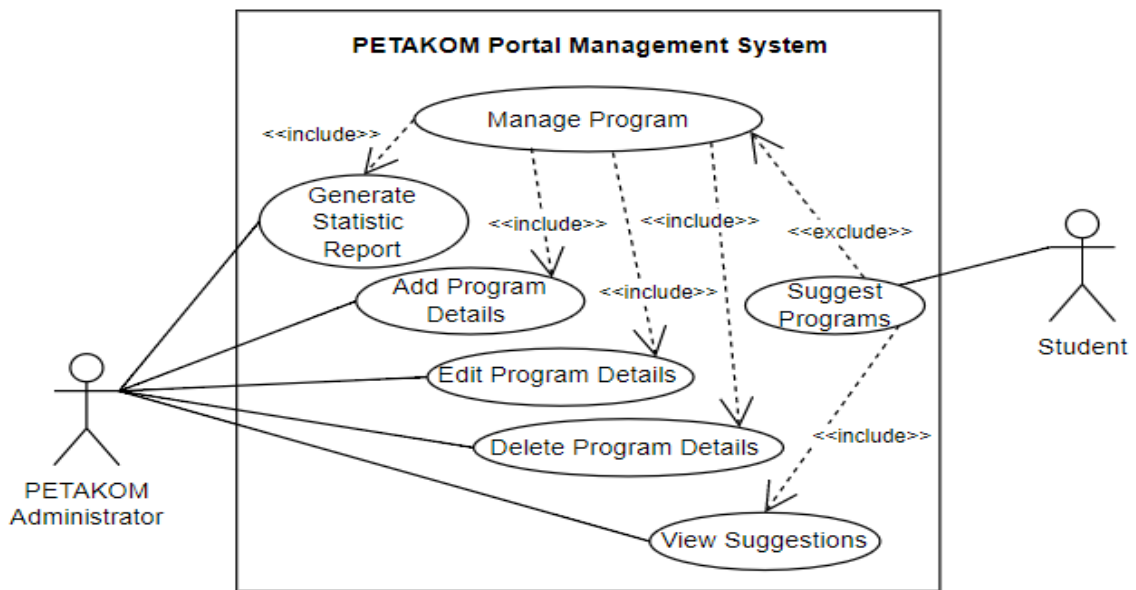 PETAKOM Portal Management System
Manage Program
<<include>>
Generate
Statistic
Report
<<include>>
<<include>>
<<exclude>>
Add Program
Details
<<include>>
Suggest
Programs
Student
Edit Program Details
PETAKOM
Administrator
Delete Program Details
<<include>>
View Suggestions